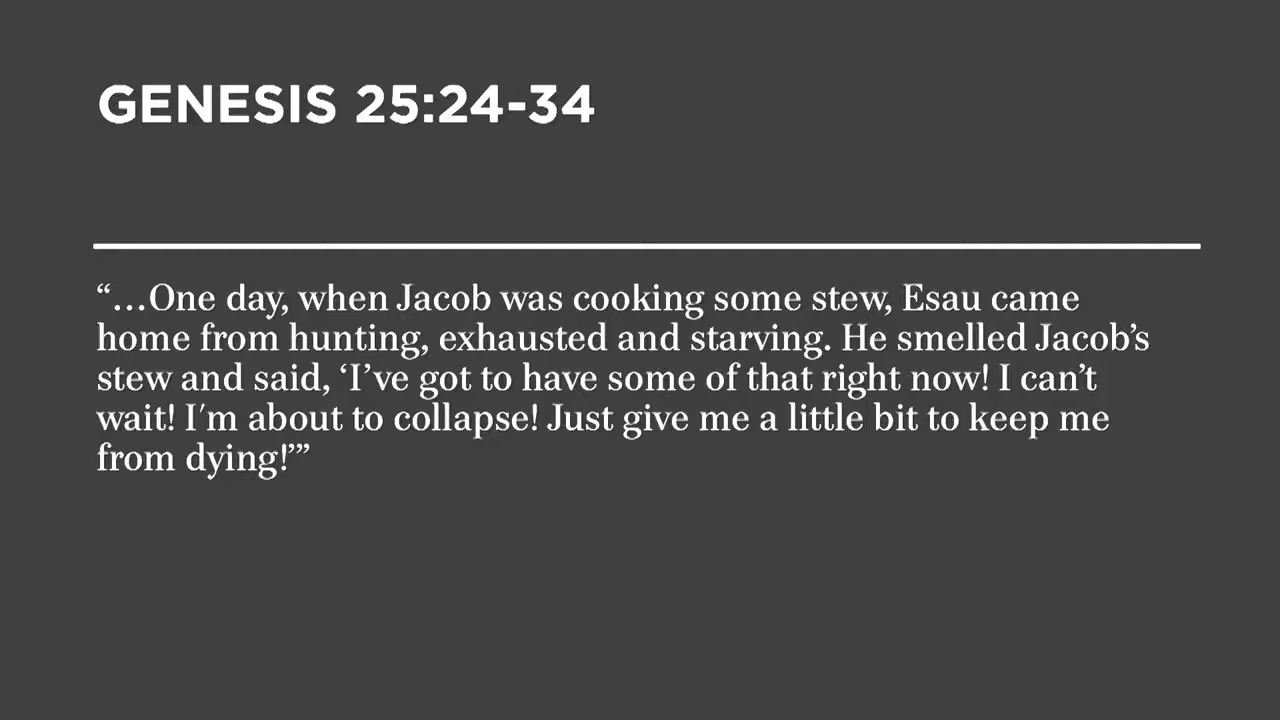 GENESIS 25:24-34
“…One day, when Jacob was cooking some stew, Esau came
home from hunting, exhausted and starving. He smelled Jacob’s
stew and said, ‘I’ve got to have some of that right now! I can’t
wait! I'm about to collapse! Just give me a little bit to keep me
from dying!’”